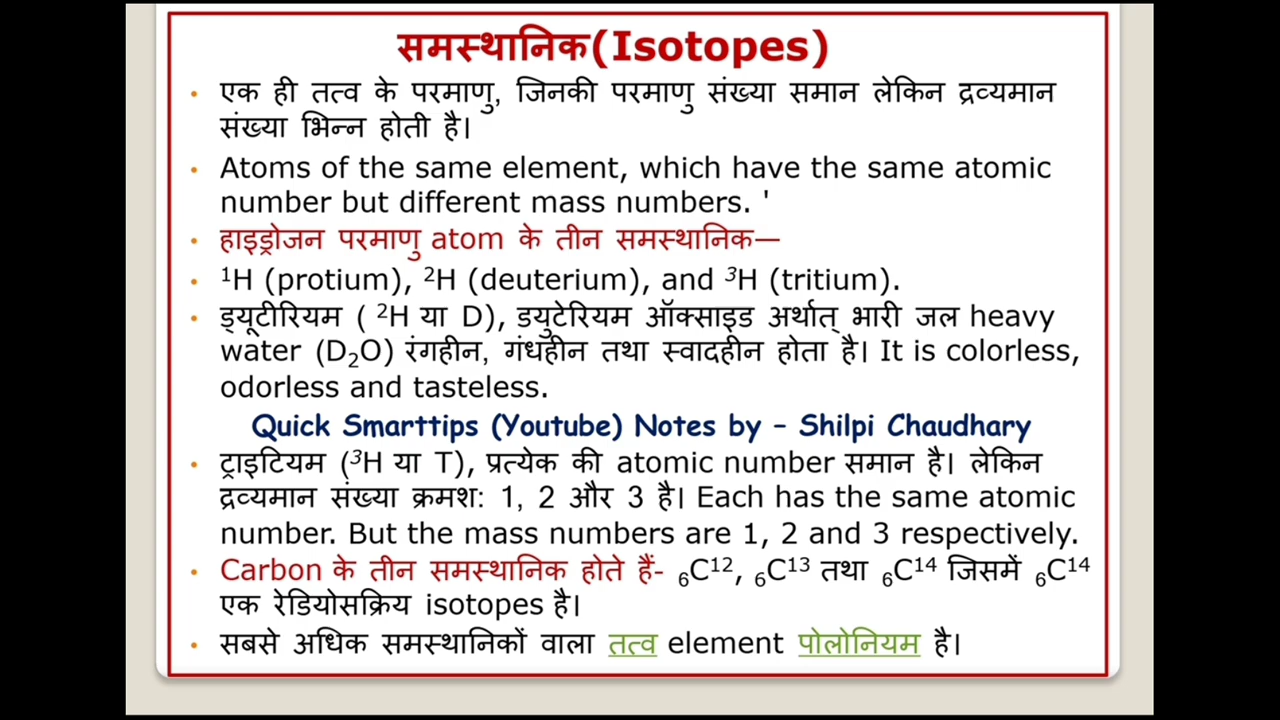 समस्थानिक(Isotopes)
• एक ही तत्व के परमाणु, जिनकी परमाणु संख्या समान लेकिन द्रव्यमान
संख्या भिन्न होती है।
• Atoms of the same element, which have the same atomic
number but different mass numbers. '
• हाइड्रोजन परमाणु atom के तीन समस्थानिक—
• ¹H (protium), ²H (deuterium), and ³H (tritium).
• ड्यूटीरियम ( ²H या D), डयुटेरियम ऑक्साइड अर्थात् भारी जल heavy
water (D₂O) रंगहीन, गंधहीन तथा स्वादहीन होता है। It is colorless,
odorless and tasteless.
Quick Smarttips (Youtube) Notes by – Shilpi Chaudhary
• ट्राइटियम (³H या T), प्रत्येक की atomic number समान है। लेकिन
द्रव्यमान संख्या क्रमश: 1, 2 और 3 है। Each has the same atomic
number. But the mass numbers are 1, 2 and 3 respectively.
• Carbon के तीन समस्थानिक होते हैं- ₆C¹², ₆C¹³ तथा ₆C¹⁴ जिसमें ₆C¹⁴
एक रेडियोसक्रिय isotopes है।
• सबसे अधिक समस्थानिकों वाला तत्व element पोलोनियम है।